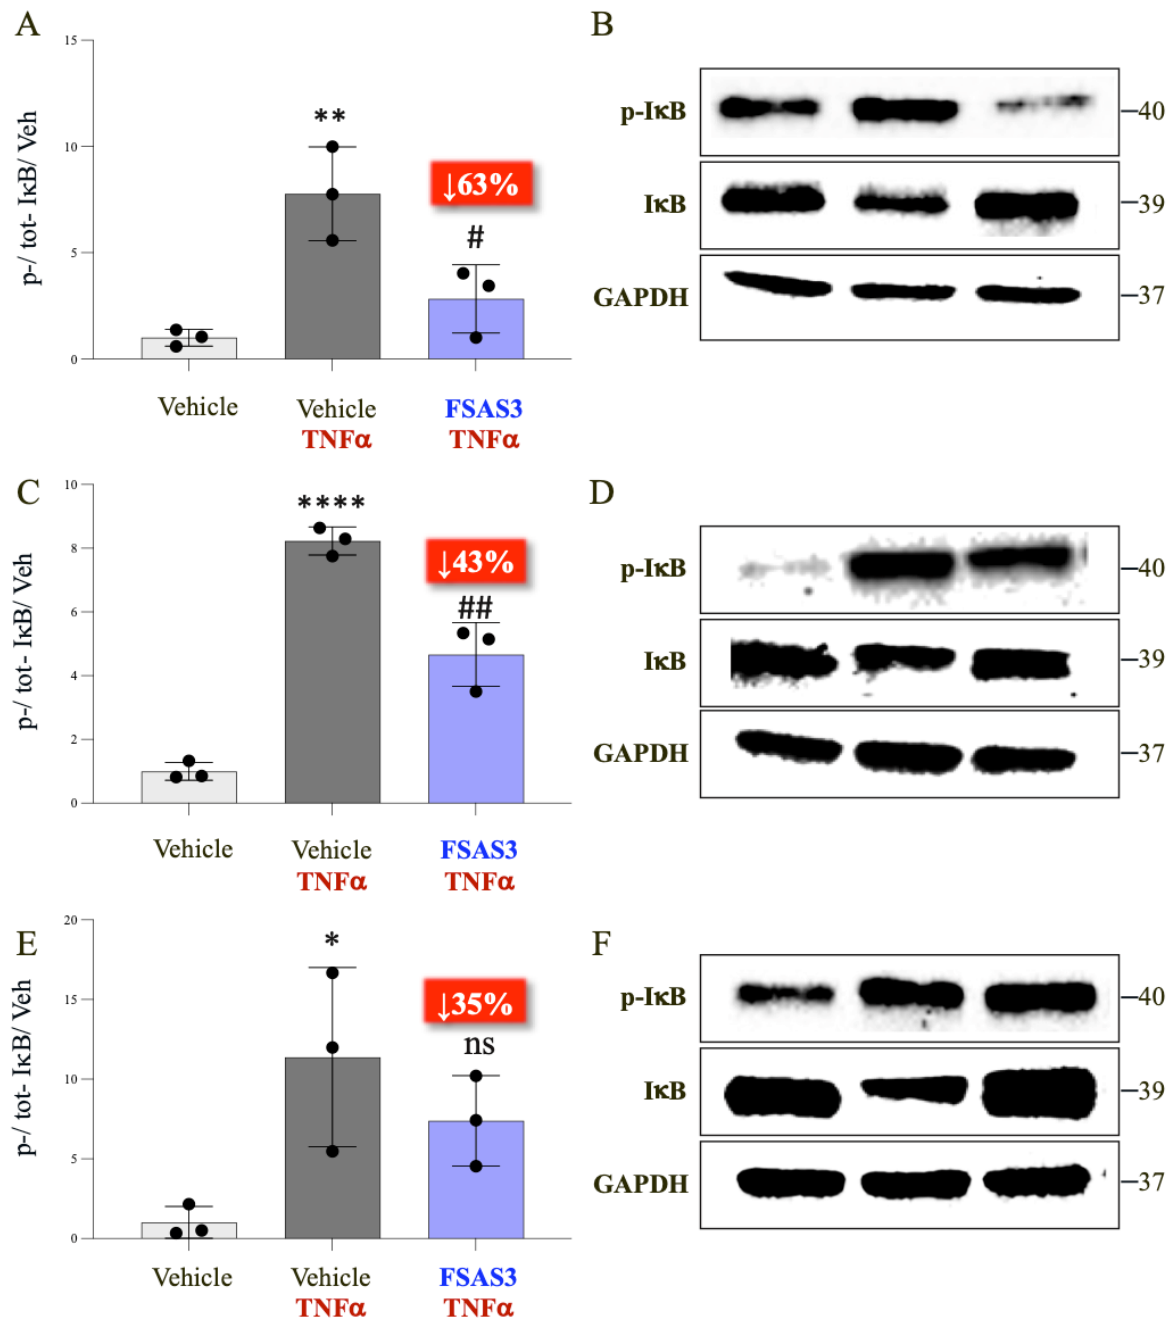 A
p-/ tot- IκB/ Veh
15
10
5
0
**
↓63%
#
Vehicle
Vehicle
TNFα
FSAS3
TNFα
B
p-IκB
40
IκB
39
GAPDH
37
C
p-/ tot- IκB/ Veh
10
8
6
4
2
0
****
↓43%
##
Vehicle
Vehicle
TNFα
FSAS3
TNFα
D
p-IκB
40
IκB
39
GAPDH
37
E
p-/ tot- IκB/ Veh
20
15
10
5
0
*
↓35%
ns
Vehicle
Vehicle
TNFα
FSAS3
TNFα
F
p-IκB
40
IκB
39
GAPDH
37